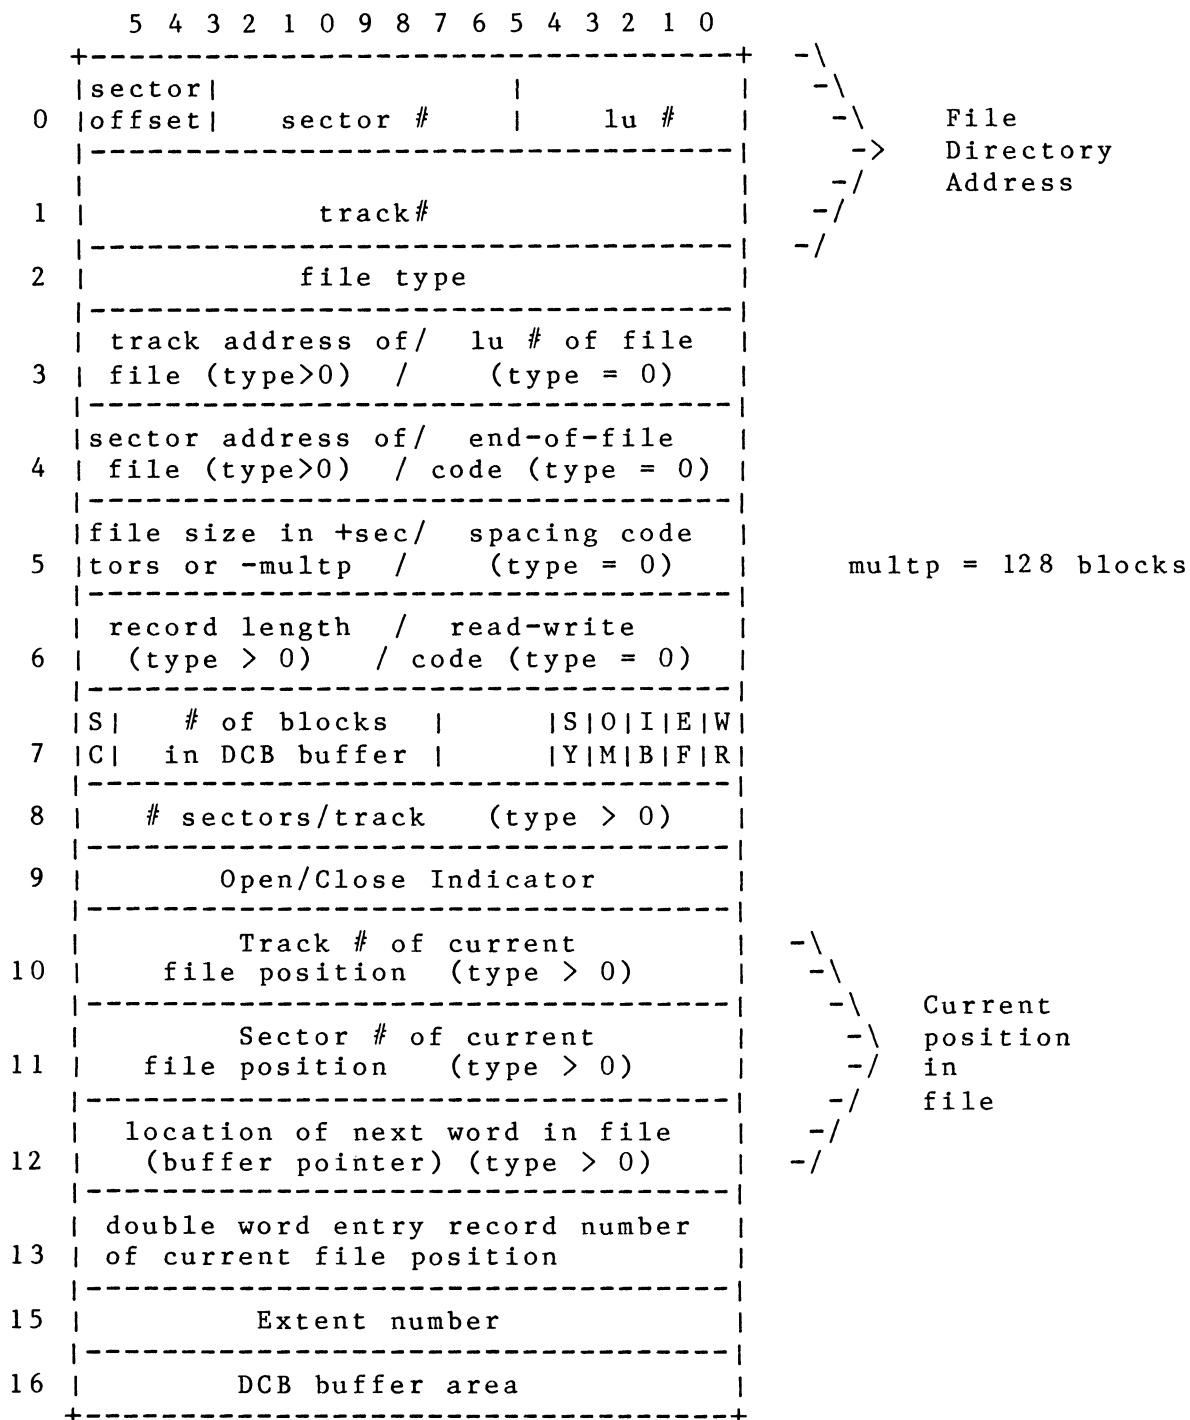 5 4 3 2 1 0 9 8 7 6 5 4 3 2 1 0
+----------------------------------+ -\
|sector| | | -\
0 |offset| sector # | lu # | -\ File
|----------------------------------| -> Directory
| | -/ Address
1 | track# | -/
|----------------------------------| -/
2 | file type |
|----------------------------------|
| track address of/ lu # of file |
3 | file (type>0) / (type = 0) |
|----------------------------------|
|sector address of/ end-of-file |
4 | file (type>0) / code (type = 0) |
|----------------------------------|
|file size in +sec/ spacing code |
5 |tors or -multp / (type = 0) | multp = 128 blocks
|----------------------------------|
| record length / read-write |
6 | (type > 0) / code (type = 0) |
|----------------------------------|
|S| # of blocks | |S|O|I|E|W|
7 |C| in DCB buffer | |Y|M|B|F|R|
|----------------------------------|
8 | # sectors/track (type > 0) |
|----------------------------------|
9 | Open/Close Indicator |
|----------------------------------|
| Track # of current | -\
10 | file position (type > 0) | -\
|----------------------------------| -\ Current
| Sector # of current | -\ position
11 | file position (type > 0) | -/ in
|----------------------------------| -/ file
| location of next word in file | -/
12 | (buffer pointer) (type > 0) | -/
|----------------------------------|
| double word entry record number |
13 | of current file position |
|----------------------------------|
15 | Extent number |
|----------------------------------|
16 | DCB buffer area |
+----------------------------------+